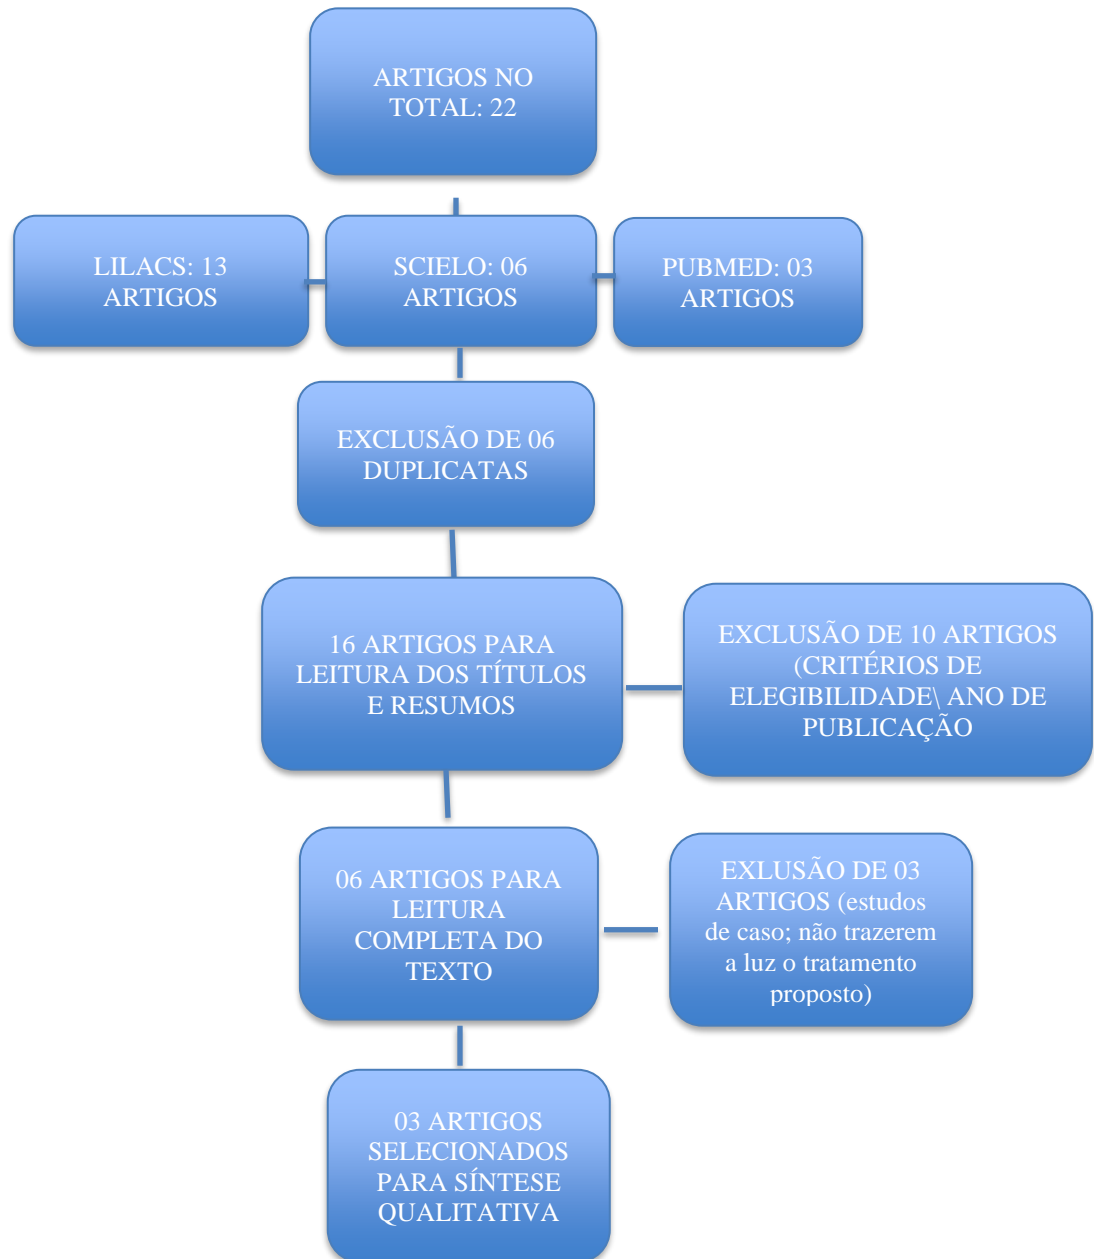 ARTIGOS NO
TOTAL: 22
LILACS: 13
ARTIGOS
SCIELO: 06
ARTIGOS
PUBMED: 03
ARTIGOS
EXCLUSÃO DE 06
DUPLICATAS
16 ARTIGOS PARA
LEITURA DOS TÍTULOS
E RESUMOS
EXCLUSÃO DE 10 ARTIGOS
(CRITÉRIOS DE
ELEGIBILIDADE\ ANO DE
PUBLICAÇÃO
06 ARTIGOS PARA
LEITURA
COMPLETA DO
TEXTO
EXLUSÃO DE 03
ARTIGOS (estudos
de caso; não trazerem
a luz o tratamento
proposto)
03 ARTIGOS
SELECIONADOS
PARA SÍNTESE
QUALITATIVA